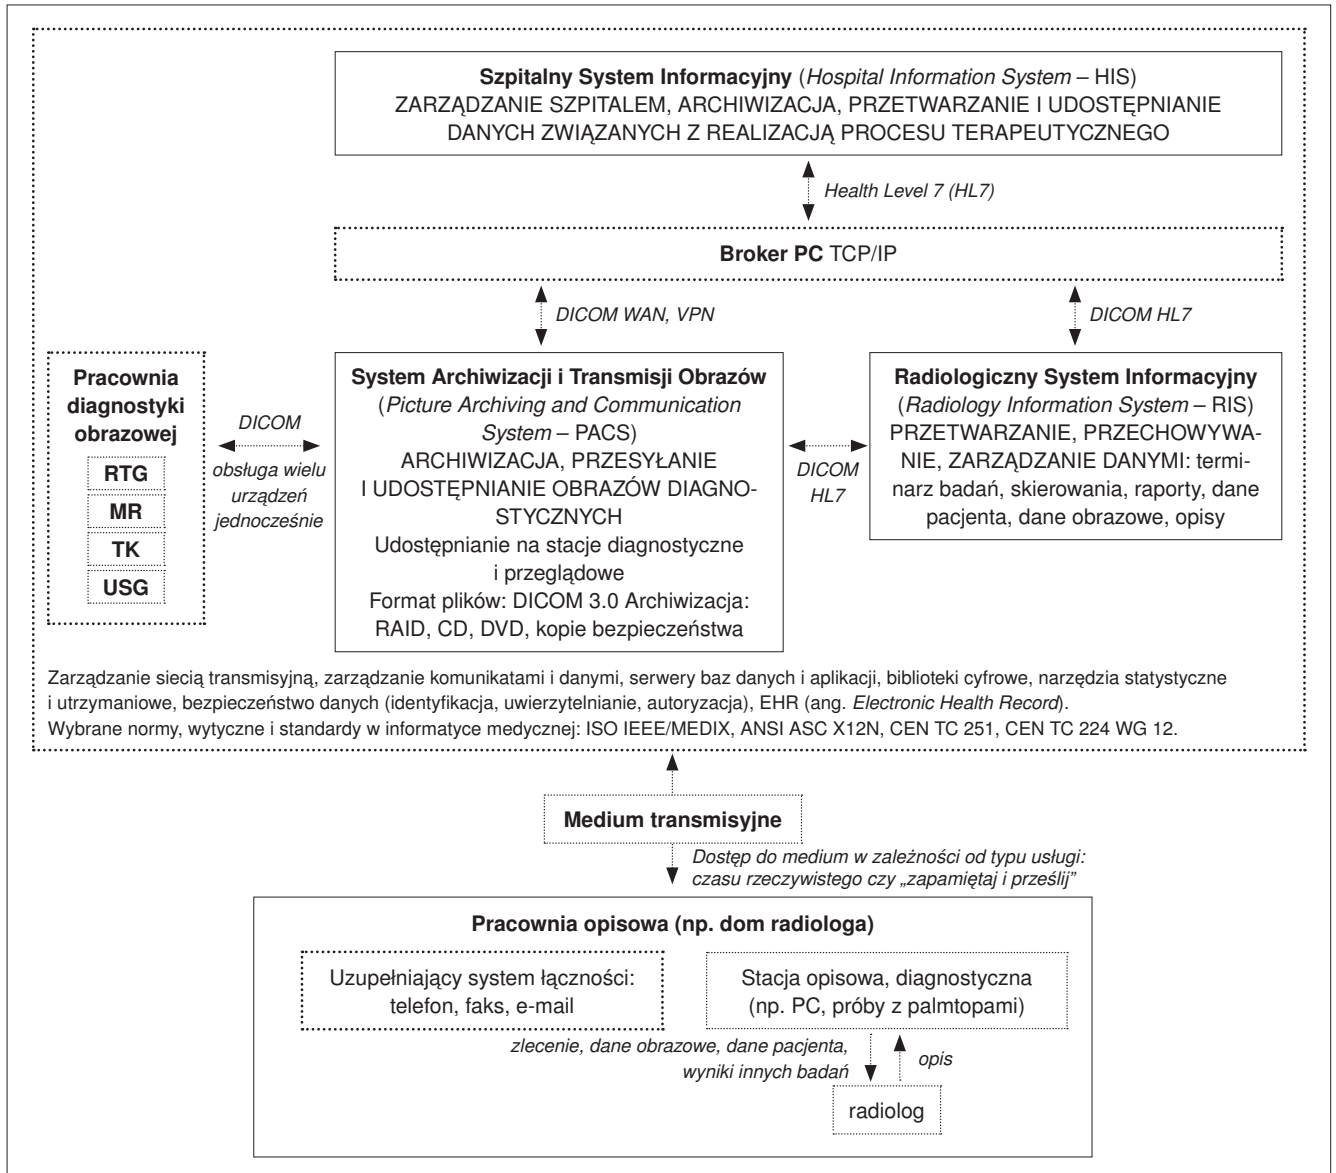 Szpitalny System Informacyjny (Hospital Information System – HIS)
ZARZĄDZANIE SZPITALEM, ARCHIWIZACJA, PRZETWARZANIE I UDOSTĘPNIANIE
DANYCH ZWIĄZANYCH Z REALIZACJĄ PROCESU TERAPEUTYCZNEGO
Health Level 7 (HL7)
Broker PC TCP/IP
DICOM WAN, VPN
DICOM HL7
Pracownia
diagnostyki
obrazowej
RTG
MR
TK
USG
DICOM
obsługa wielu
urządzeń
jednocześnie
System Archiwizacji i Transmisji Obrazów
(Picture Archiving and Communication
System – PACS)
ARCHIWIZACJA, PRZESYŁANIE
I UDOSTĘPNIANIE OBRAZÓW DIAGNO-
STYCZNYCH
Udostępnianie na stacje diagnostyczne
i przeglądowe
Format plików: DICOM 3.0 Archiwizacja:
RAID, CD, DVD, kopie bezpieczeństwa
DICOM
HL7
Radiologiczny System Informacyjny
(Radiology Information System – RIS)
PRZETWARZANIE, PRZECHOWYWA-
NIE, ZARZĄDZANIE DANYMI: termi-
narz badań, skierowania, raporty, dane
pacjenta, dane obrazowe, opisy
Zarządzanie siecią transmisyjną, zarządzanie komunikatami i danymi, serwery baz danych i aplikacji, biblioteki cyfrowe, narzędzia statystyczne
i utrzymaniowe, bezpieczeństwo danych (identyfikacja, uwierzytelnianie, autoryzacja), EHR (ang. Electronic Health Record).
Wybrane normy, wytyczne i standardy w informatyce medycznej: ISO IEEE/MEDIX, ANSI ASC X12N, CEN TC 251, CEN TC 224 WG 12.
Medium transmisyjne
Dostęp do medium w zależności od typu usługi:
czasu rzeczywistego czy „zapamiętaj i prześlij”
Pracownia opisowa (np. dom radiologa)
Uzupełniający system łączności:
telefon, faks, e-mail
Stacja opisowa, diagnostyczna
(np. PC, próby z palmtopami)
zlecenie, dane obrazowe, dane pacjenta,
wyniki innych badań
opis
radiolog